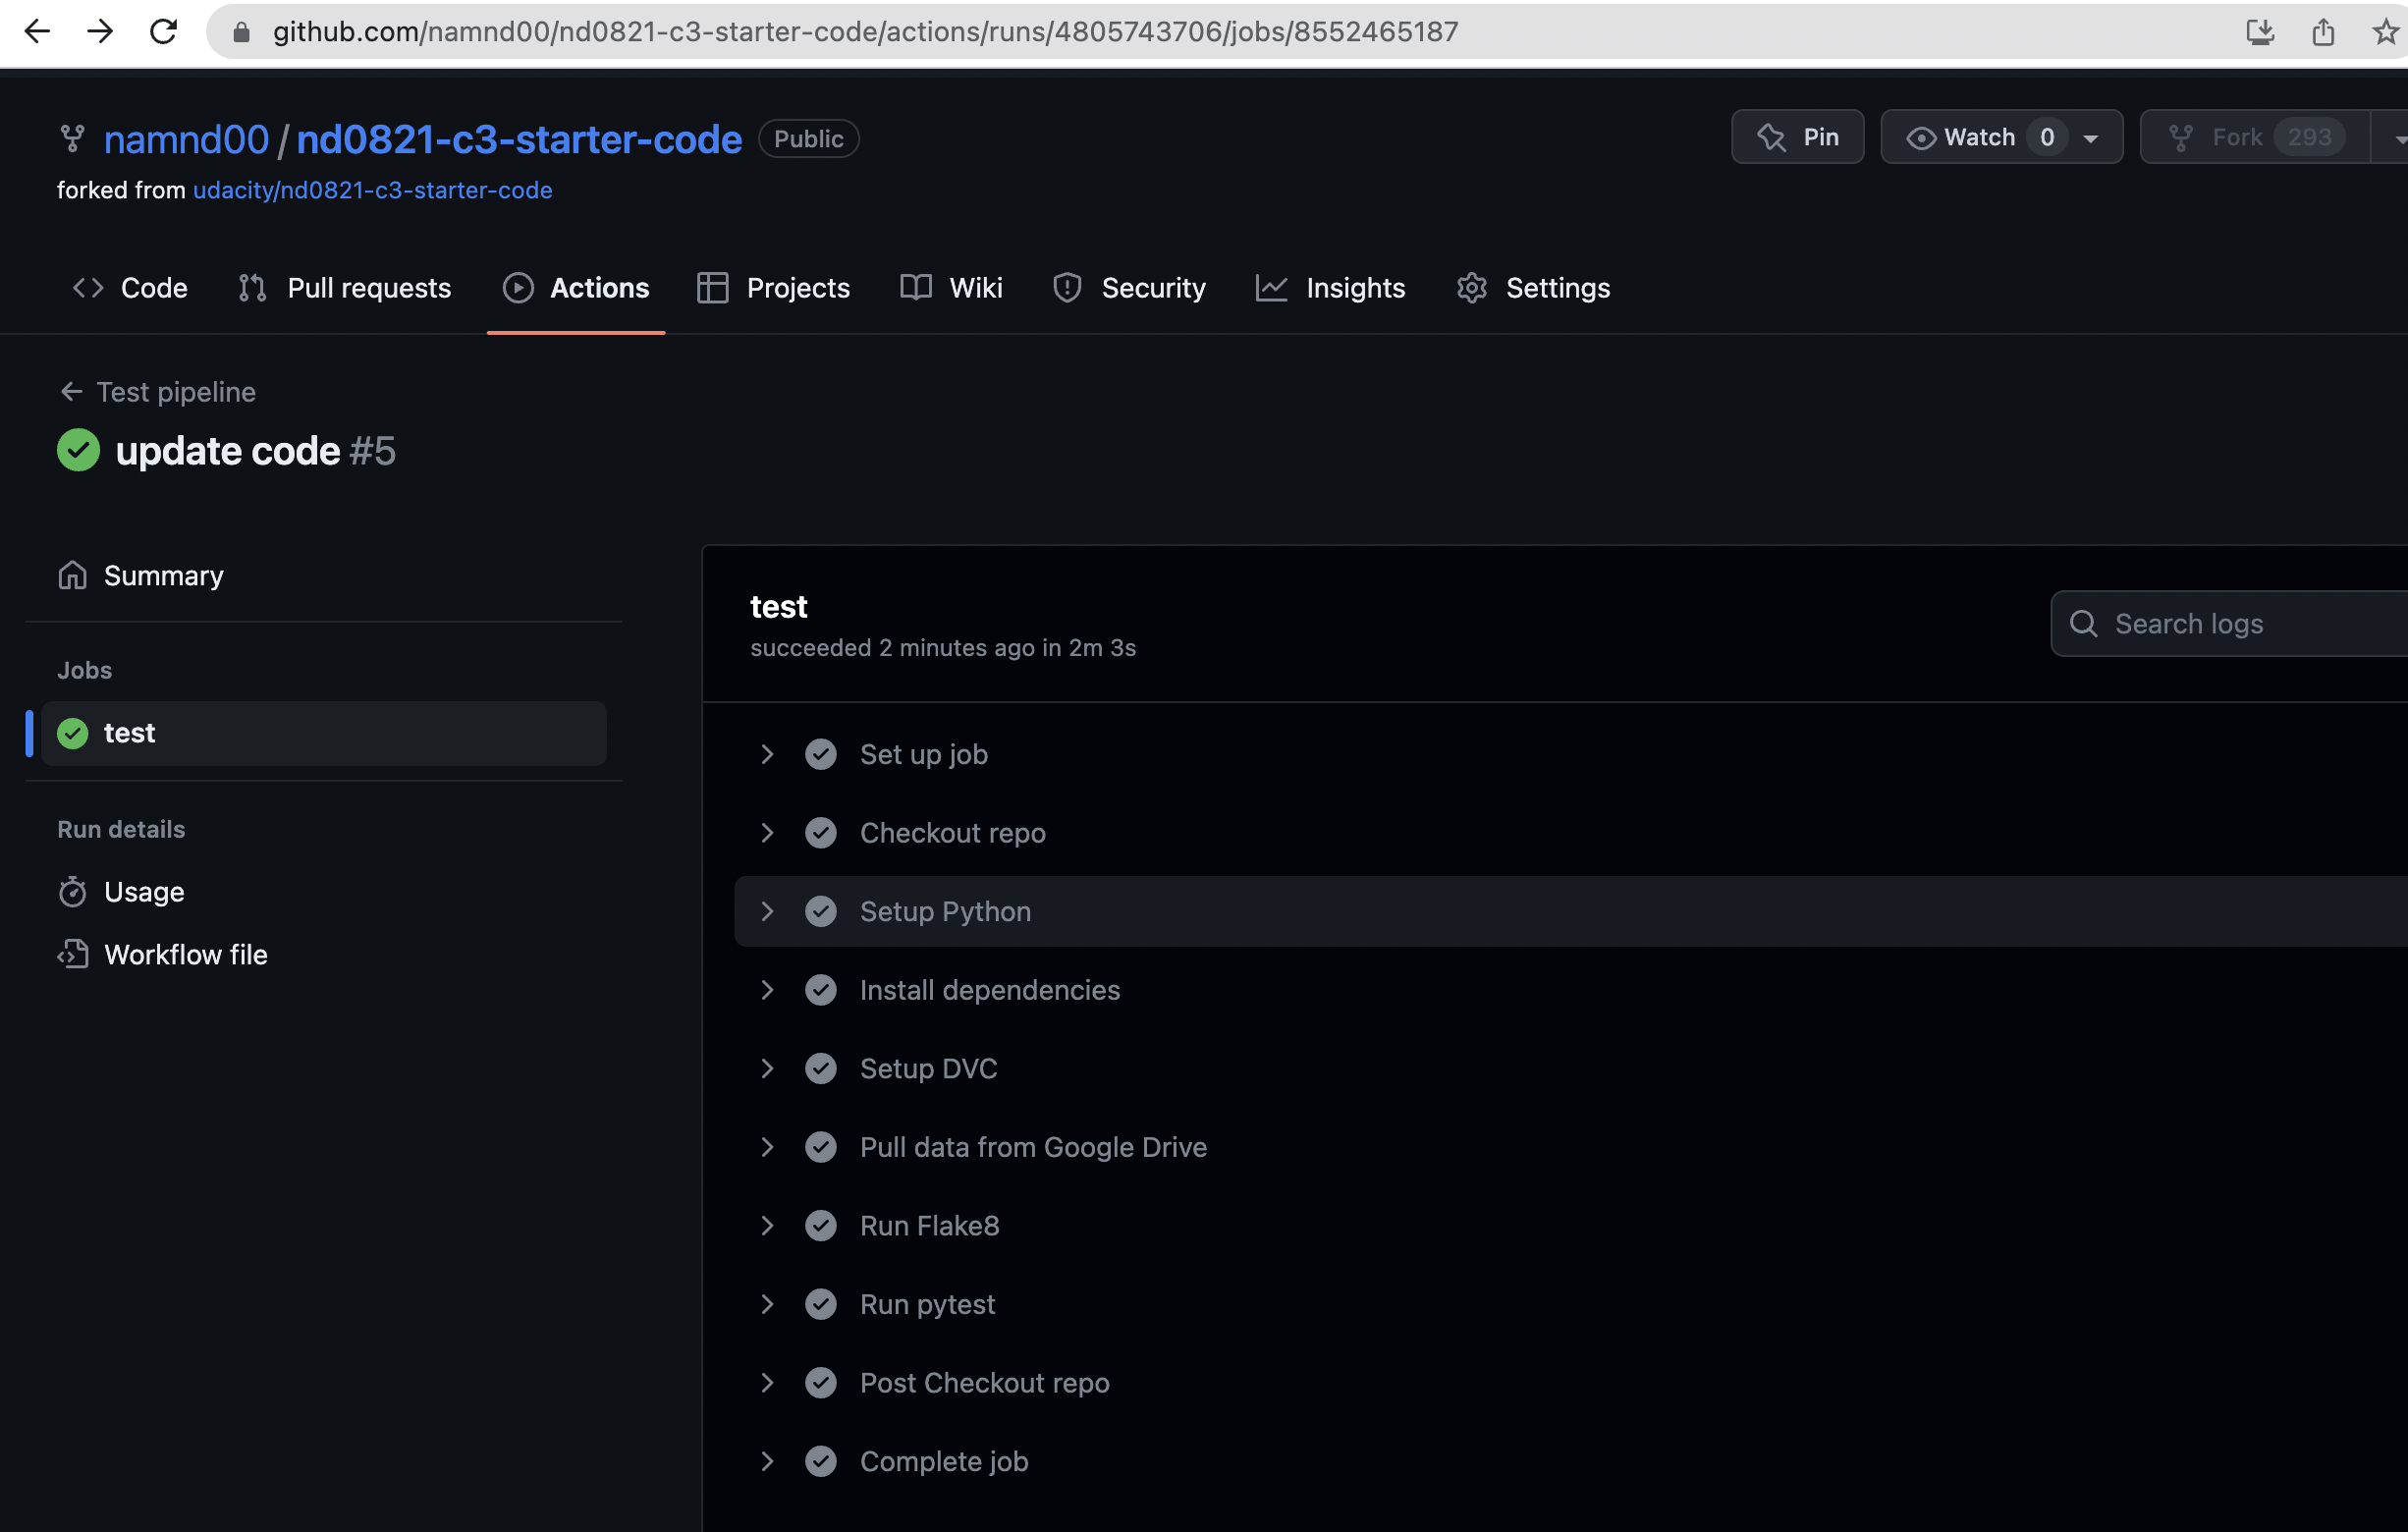 github.com/namnd00/nd0821-c3-starter-code/actions/runs/4805743706/jobs/8552465187
namnd00 / nd0821-c3-starter-code Public
Pin
Watch 0
Fork 293
forked from udacity/nd0821-c3-starter-code
Code
Pull requests
Actions
Projects
Wiki
Security
Insights
Settings
Test pipeline
update code #5
Summary
Jobs
test
Run details
Usage
Workflow file
test
succeeded 2 minutes ago in 2m 3s
Search logs
Set up job
Checkout repo
Setup Python
Install dependencies
Setup DVC
Pull data from Google Drive
Run Flake8
Run pytest
Post Checkout repo
Complete job